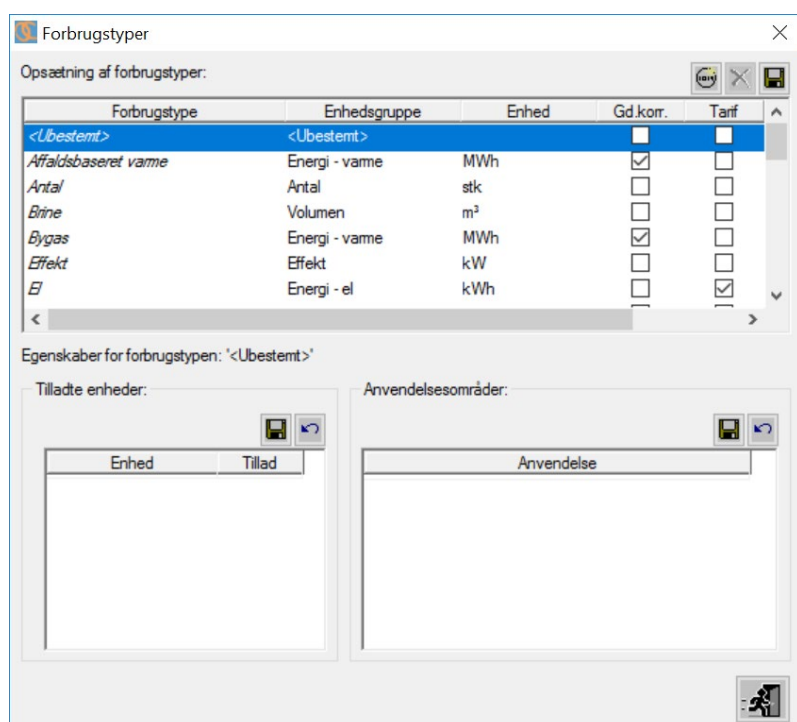 Forbrugstyper
Opsætning af forbrugstyper:
Forbrugstype Enhedsgruppe Enhed Gd.korr. Tarif
<Ubestemt> <Ubestemt>
Affaldsbaseret varme Energi - varme MWh
Antal Antal stk
Brine Volumen m³
Bygas Energi - varme MWh
Effekt Effekt kW
El Energi - el kWh
Egenskaber for forbrugstypen: '<Ubestemt>'
Tilladte enheder: Anvendelsesområder:
Enhed Tillad Anvendelse